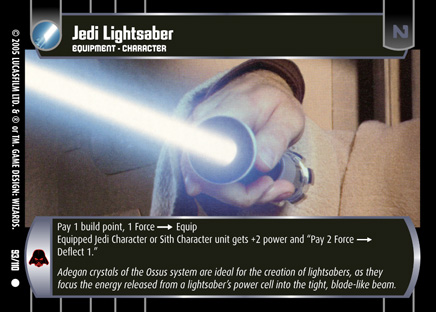 Jedi Lightsaber
EQUIPMENT - CHARACTER
N
Pay 1 build point, 1 Force → Equip
Equipped Jedi Character or Sith Character unit gets +2 power and “Pay 2 Force →
Deflect 1.”
Adegan crystals of the Ossus system are ideal for the creation of lightsabers, as they
focus the energy released from a lightsaber’s power cell into the tight, blade-like beam.
© 2005 LUCASFILM LTD. & ® or TM. GAME DESIGN: WIZARDS.
93/110